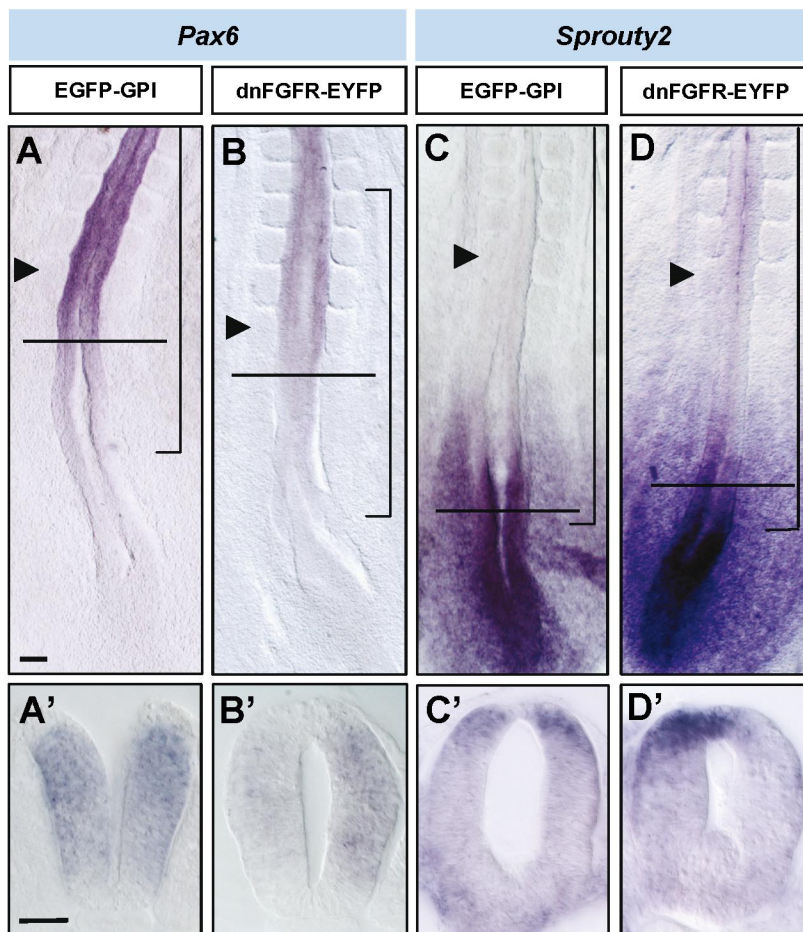 Pax6 Sprouty2
EGFP-GPI dnFGFR-EYFP EGFP-GPI dnFGFR-EYFP
A B C D
A' B' C' D'